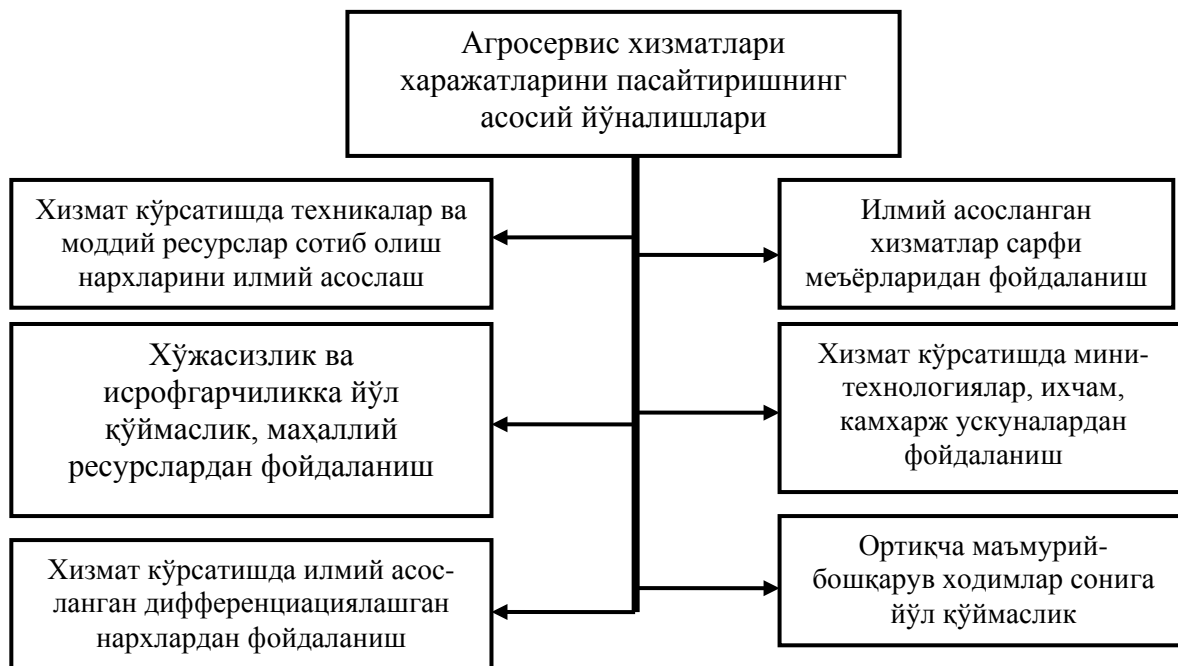 Агросервис хизматлари
харажатларини пасайтиришнинг
асосий йўналишлари
Хизмат кўрсатишда техникалар ва
моддий ресурслар сотиб олиш
нархларини илмий асослаш
Илмий асосланган
хизматлар сарфи
меъёрларидан фойдаланиш
Хўжасизлик ва
исрофгарчиликка йўл
қўймаслик, маҳаллий
ресурслардан фойдаланиш
Хизмат кўрсатишда мини-
технологиялар, ихчам,
камхарж ускуналардан
фойдаланиш
Хизмат кўрсатишда илмий асос-
ланган дифференциациялашган
нархлардан фойдаланиш
Ортиқча маъмурий-
бошқарув ходимлар сонига
йўл қўймаслик